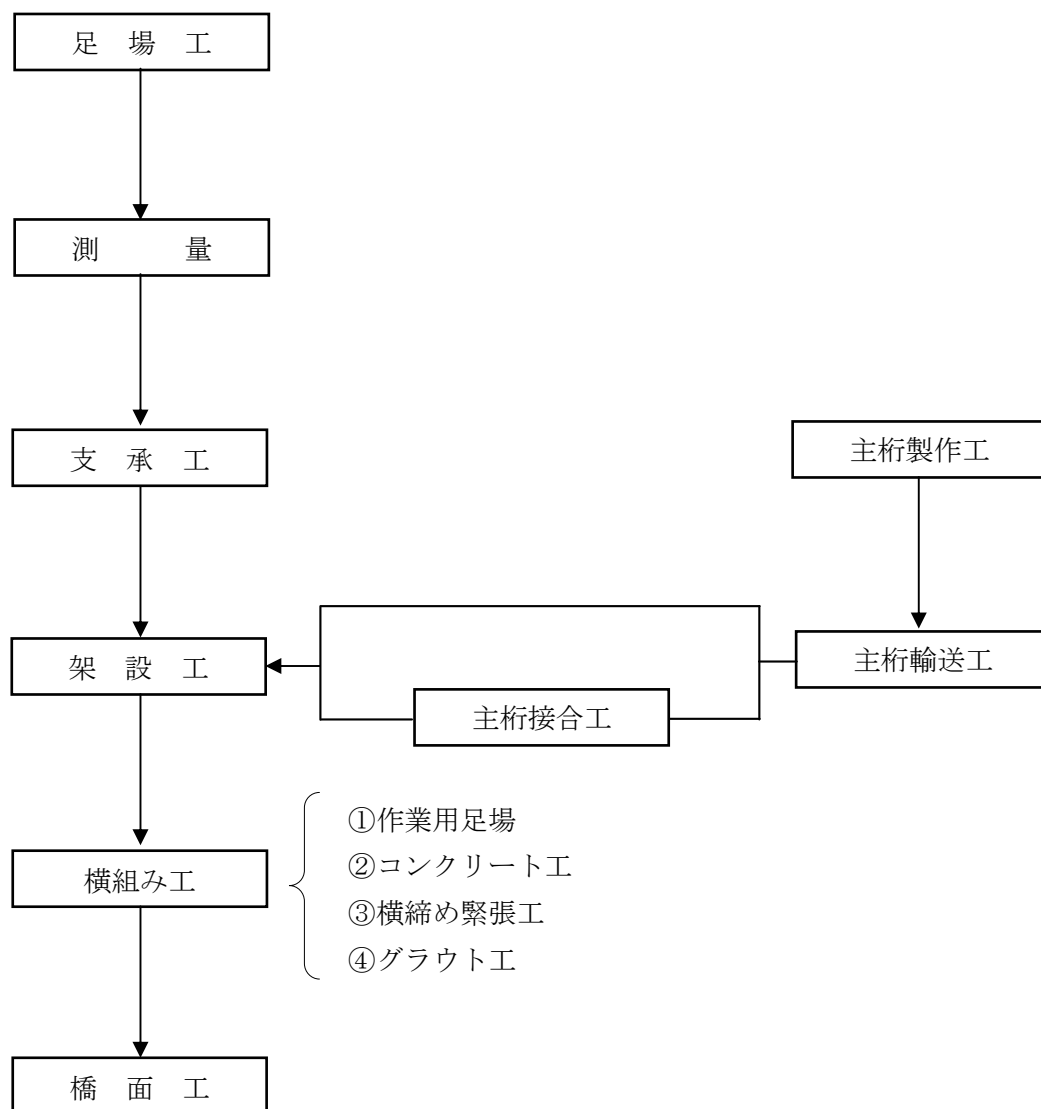 足 場 工
測 量
支 承 工
主桁製作工
架 設 工
主桁輸送工
主桁接合工
横組み工
①作業用足場
②コンクリート工
③横締め緊張工
④グラウト工
橋 面 工